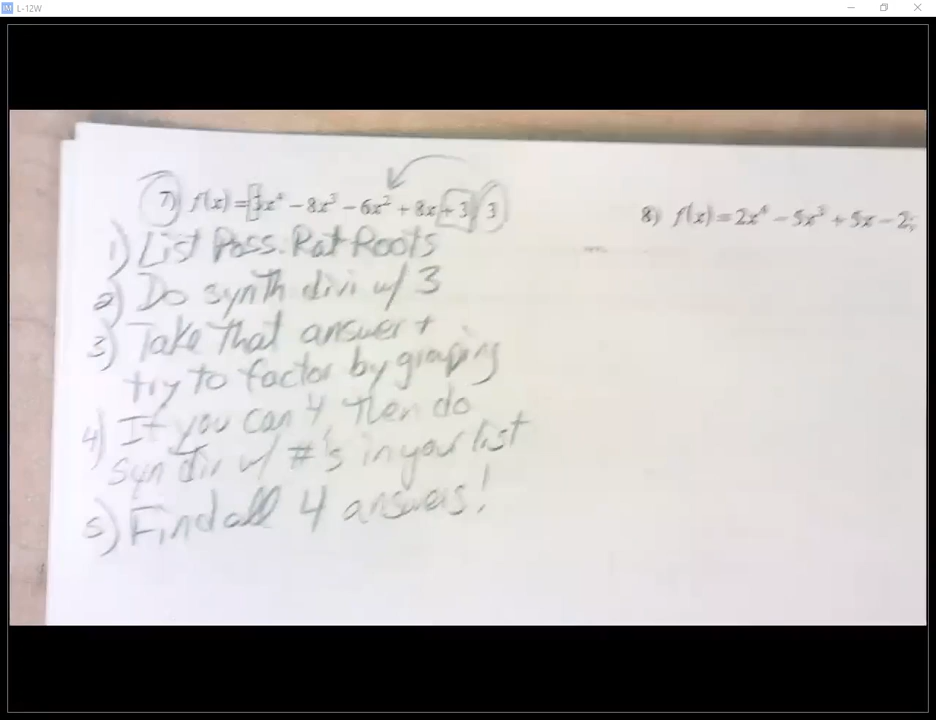 L-12W
7) f(x)=3x⁴ − 8x³ − 6x² + 8x + 3; 3
8) f(x)=2x⁴ − 5x³ + 5x − 2;
1) List Poss. Rat Roots
2) Do synth divi w/ 3
3) Take that answer +
try to factor by graping
4) If you can't, then do
syn div w/ #'s in your list
5) Find all 4 answers!